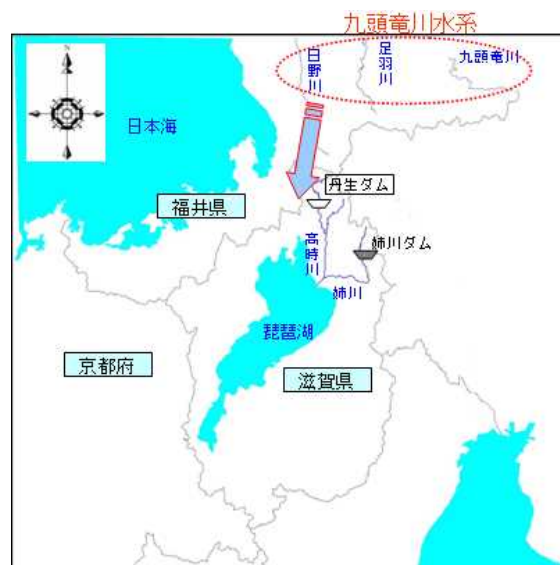 九頭竜川水系
日野川
足羽川
九頭竜川
N
日本海
丹生ダム
福井県
高時川
姉川ダム
姉川
琵琶湖
京都府
滋賀県